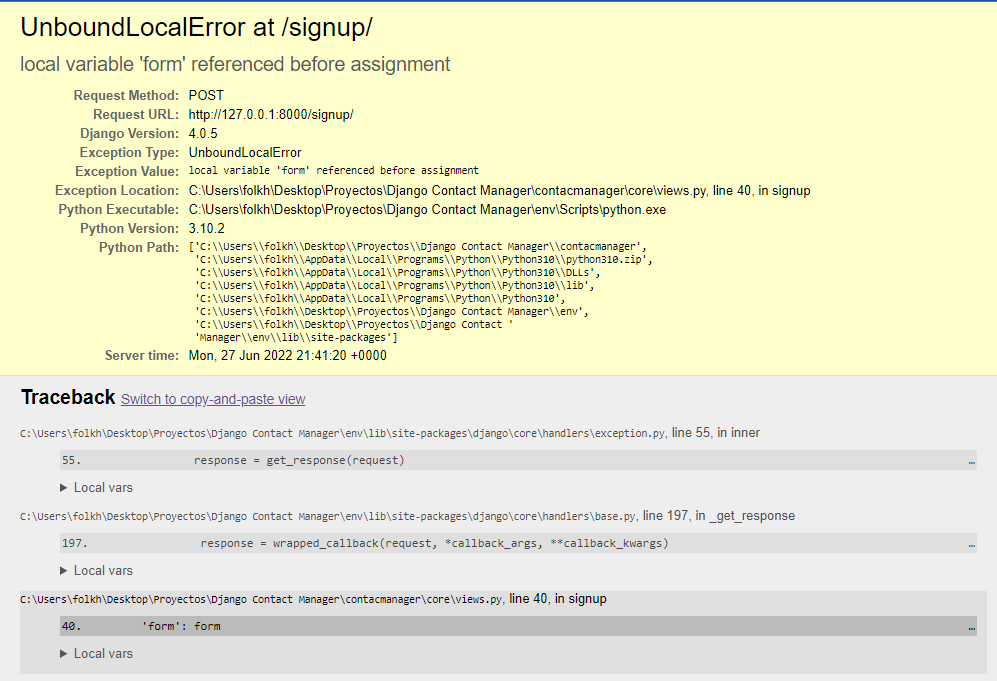 UnboundLocalError at /signup/
local variable 'form' referenced before assignment
Request Method: POST
Request URL: http://127.0.0.1:8000/signup/
Django Version: 4.0.5
Exception Type: UnboundLocalError
Exception Value: local variable 'form' referenced before assignment
Exception Location: C:\Users\folkh\Desktop\Proyectos\Django Contact Manager\contacmanager\core\views.py, line 40, in signup
Python Executable: C:\Users\folkh\Desktop\Proyectos\Django Contact Manager\env\Scripts\python.exe
Python Version: 3.10.2
Python Path: ['C:\\Users\\folkh\\Desktop\\Proyectos\\Django Contact Manager\\contacmanager',
'C:\\Users\\folkh\\AppData\\Local\\Programs\\Python\\Python310\\python310.zip',
'C:\\Users\\folkh\\AppData\\Local\\Programs\\Python\\Python310\\DLLs',
'C:\\Users\\folkh\\AppData\\Local\\Programs\\Python\\Python310\\lib',
'C:\\Users\\folkh\\AppData\\Local\\Programs\\Python\\Python310',
'C:\\Users\\folkh\\Desktop\\Proyectos\\Django Contact Manager\\env',
'C:\\Users\\folkh\\Desktop\\Proyectos\\Django Contact '
'Manager\\env\\lib\\site-packages']
Server time: Mon, 27 Jun 2022 21:41:20 +0000
Traceback Switch to copy-and-paste view
C:\Users\folkh\Desktop\Proyectos\Django Contact Manager\env\lib\site-packages\django\core\handlers\exception.py, line 55, in inner
55. response = get_response(request) …
▶ Local vars
C:\Users\folkh\Desktop\Proyectos\Django Contact Manager\env\lib\site-packages\django\core\handlers\base.py, line 197, in _get_response
197. response = wrapped_callback(request, *callback_args, **callback_kwargs) …
▶ Local vars
C:\Users\folkh\Desktop\Proyectos\Django Contact Manager\contacmanager\core\views.py, line 40, in signup
40. 'form': form …
▶ Local vars